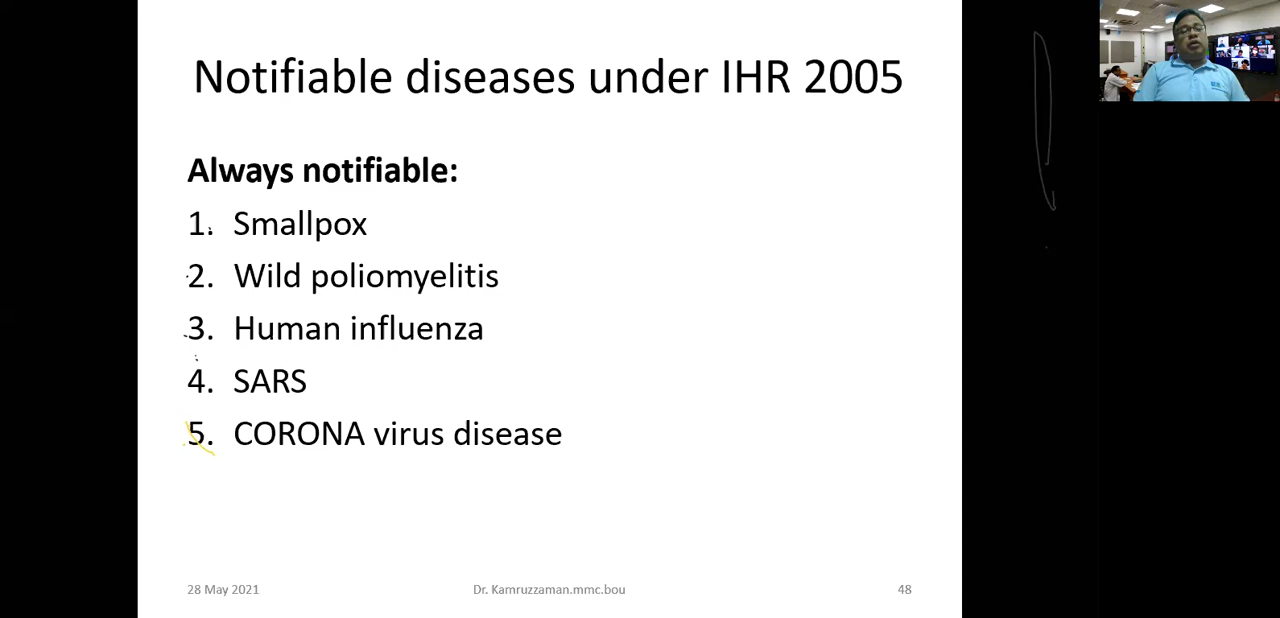 Notifiable diseases under IHR 2005
Always notifiable:
1. Smallpox
2. Wild poliomyelitis
3. Human influenza
4. SARS
5. CORONA virus disease
28 May 2021
Dr. Kamruzzaman.mmc.bou
48